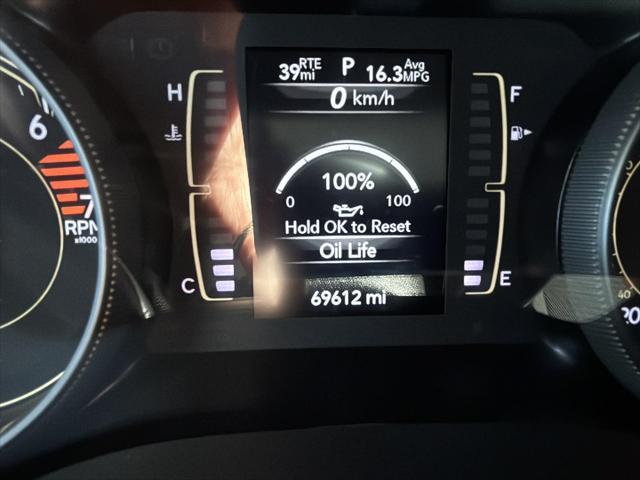 39 RTE mi P 16.3 Avg MPG
0 km/h
H
F
6
7
RPM
x1000
100%
0 100
Hold OK to Reset
Oil Life
C
E
69612 mi
40